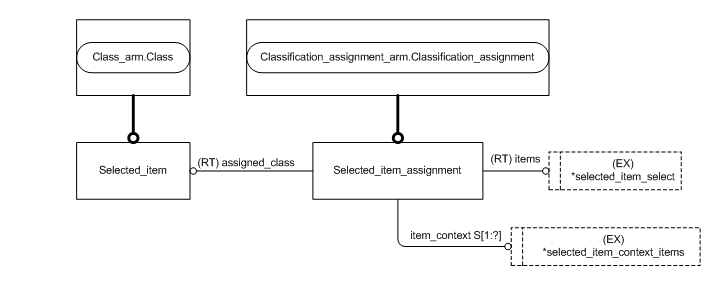 Class_arm.Class
Classification_assignment_arm.Classification_assignment
Selected_item
(RT) assigned_class
Selected_item_assignment
(RT) items
(EX)
*selected_item_select
item_context S[1:?]
(EX)
*selected_item_context_items